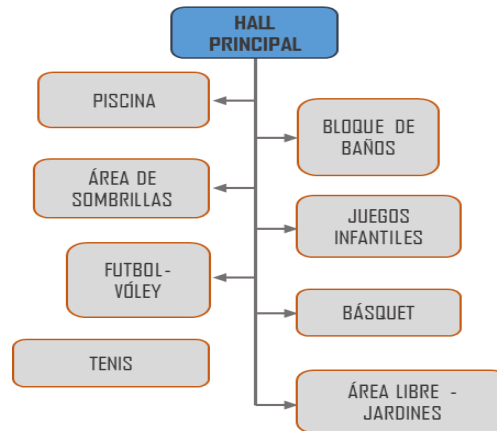 HALL
PRINCIPAL
PISCINA
BLOQUE DE
BAÑOS
ÁREA DE
SOMBRILLAS
JUEGOS
INFANTILES
FUTBOL-
VÓLEY
BÁSQUET
TENIS
ÁREA LIBRE -
JARDINES